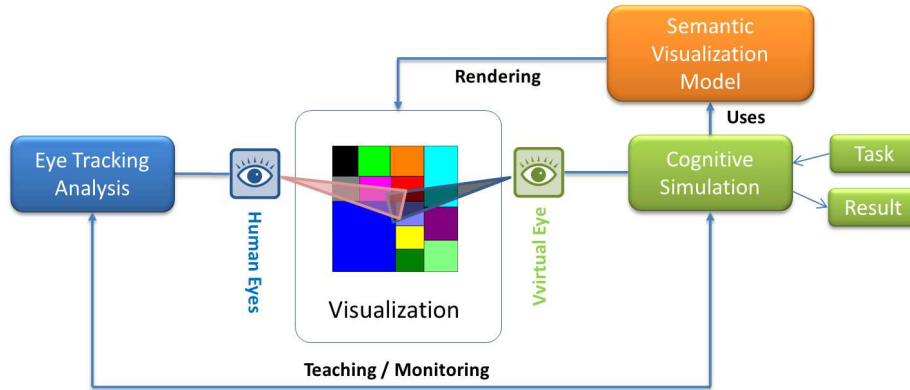 Semantic
Visualization
Model
Rendering
Uses
Eye Tracking
Analysis
Human Eyes
Visualization
Vvirtual Eye
Cognitive
Simulation
Task
Result
Teaching / Monitoring